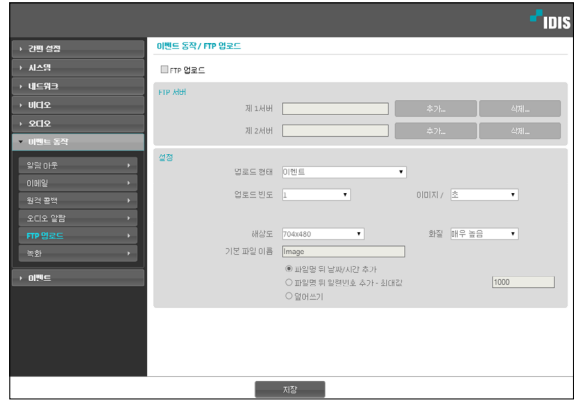 IDIS
간편 설정
시스템
네트워크
비디오
오디오
이벤트 동작
알람 아웃
이메일
원격 콜백
오디오 알람
FTP 업로드
녹화
이벤트
이벤트 동작 / FTP 업로드
FTP 업로드
FTP 서버
제 1서버 추가... 삭제...
제 2서버 추가... 삭제...
설정
업로드 형태 이벤트
업로드 빈도 1 이미지 / 초
해상도 704x480 화질 매우 높음
기본 파일 이름 Image
파일명 뒤 날짜/시간 추가
파일명 뒤 일련번호 추가 - 최대값 1000
덮어쓰기
저장